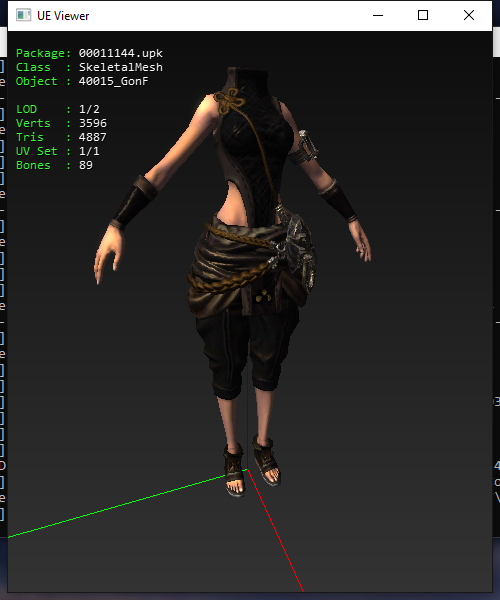 UE Viewer
Package: 00011144.upk
Class  : SkeletalMesh
Object : 40015_GonF
LOD    : 1/2
Verts  : 3596
Tris   : 4887
UV Set : 1/1
Bones  : 89